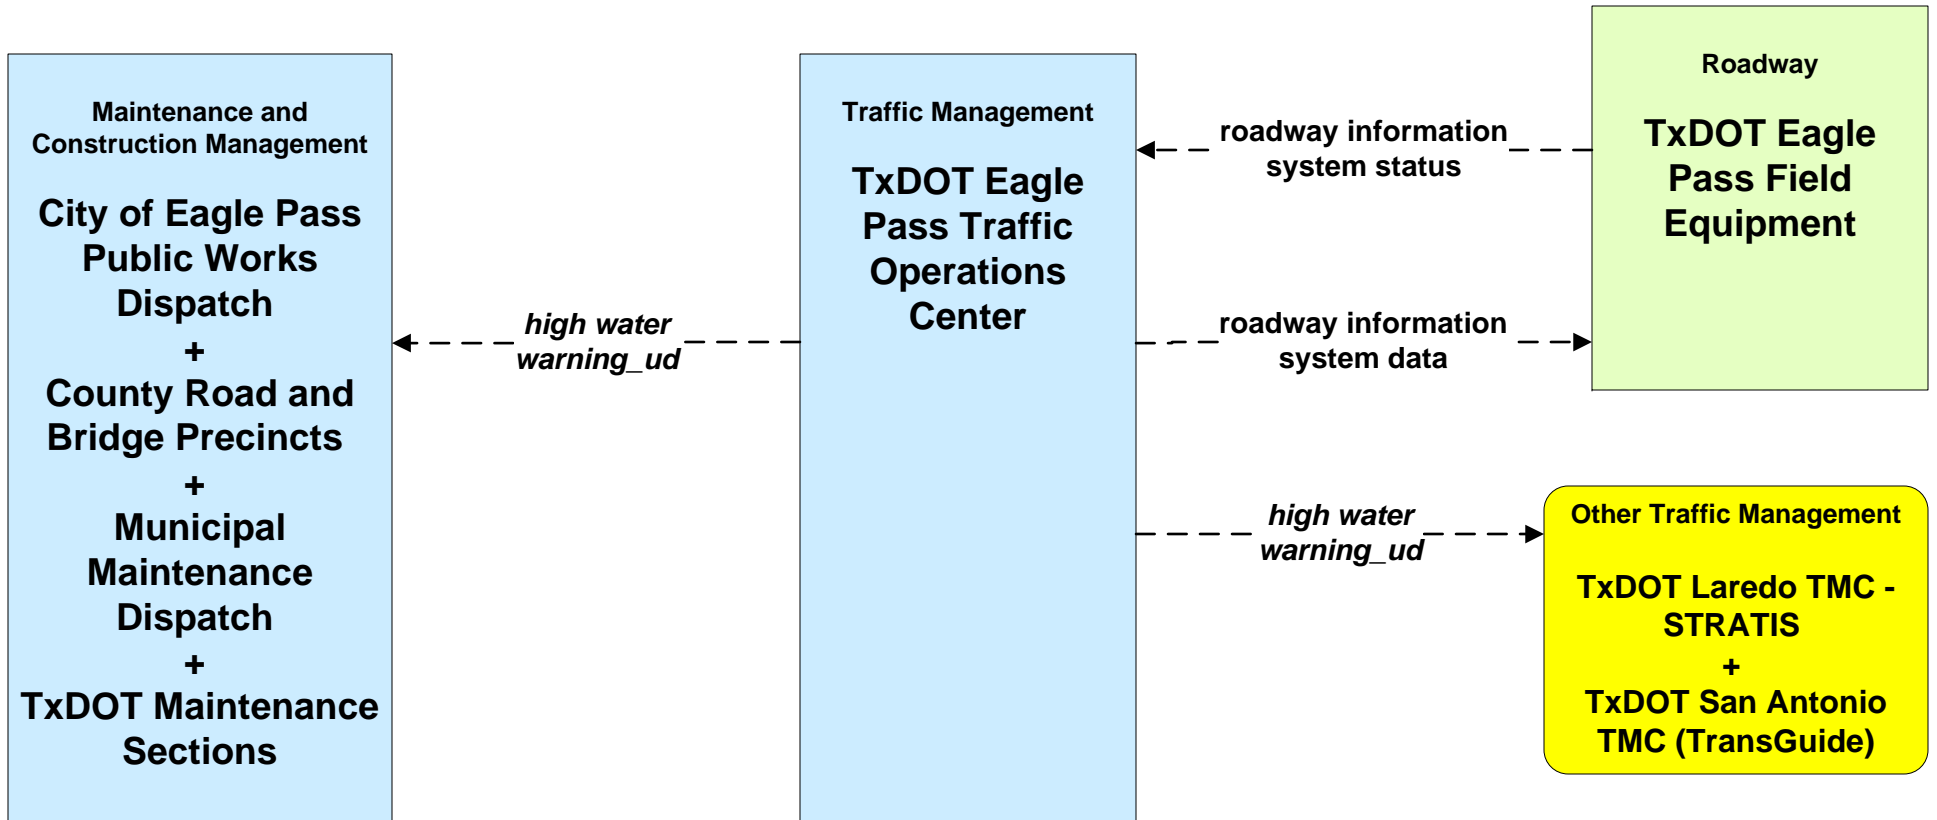 Maintenance and
Construction Management
City of Eagle Pass
Public Works
Dispatch
+
County Road and
Bridge Precincts
+
Municipal
Maintenance
Dispatch
+
TxDOT Maintenance
Sections
high water
warning_ud
Traffic Management
TxDOT Eagle
Pass Traffic
Operations
Center
roadway information
system status
roadway information
system data
high water
warning_ud
Roadway
TxDOT Eagle
Pass Field
Equipment
Other Traffic Management
TxDOT Laredo TMC -
STRATIS
+
TxDOT San Antonio
TMC (TransGuide)